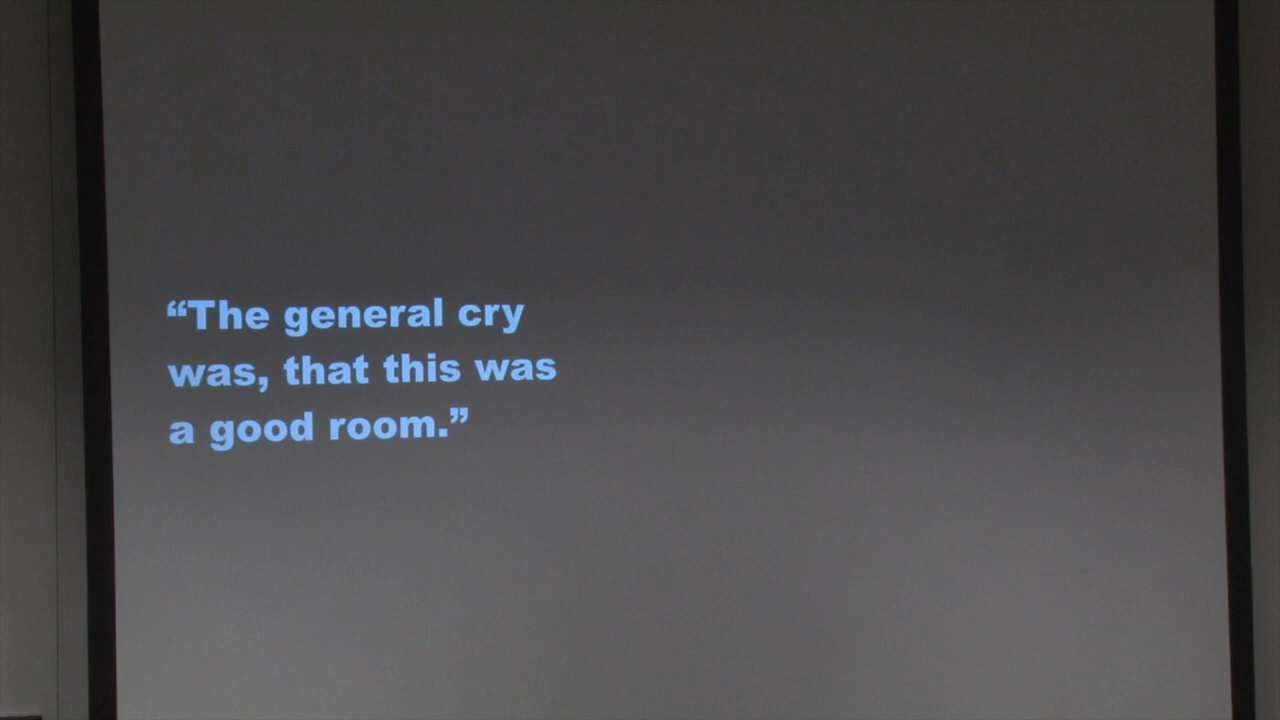 “The general cry
was, that this was
a good room.”